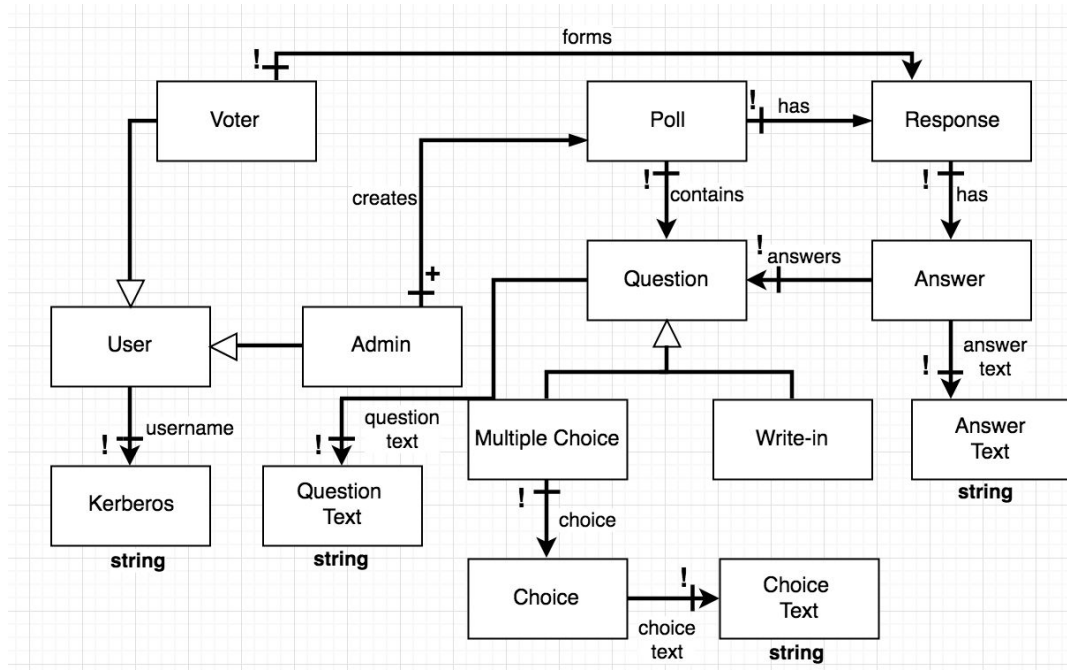 forms
!
Voter
Poll
!
has
Response
creates
!
contains
!
has
+
Question
!
answers
Answer
User
Admin
!
username
!
question
text
Multiple Choice
Write-in
!
answer
text
Answer
Text
string
Kerberos
string
Question
Text
string
!
choice
Choice
!
choice
text
Choice
Text
string